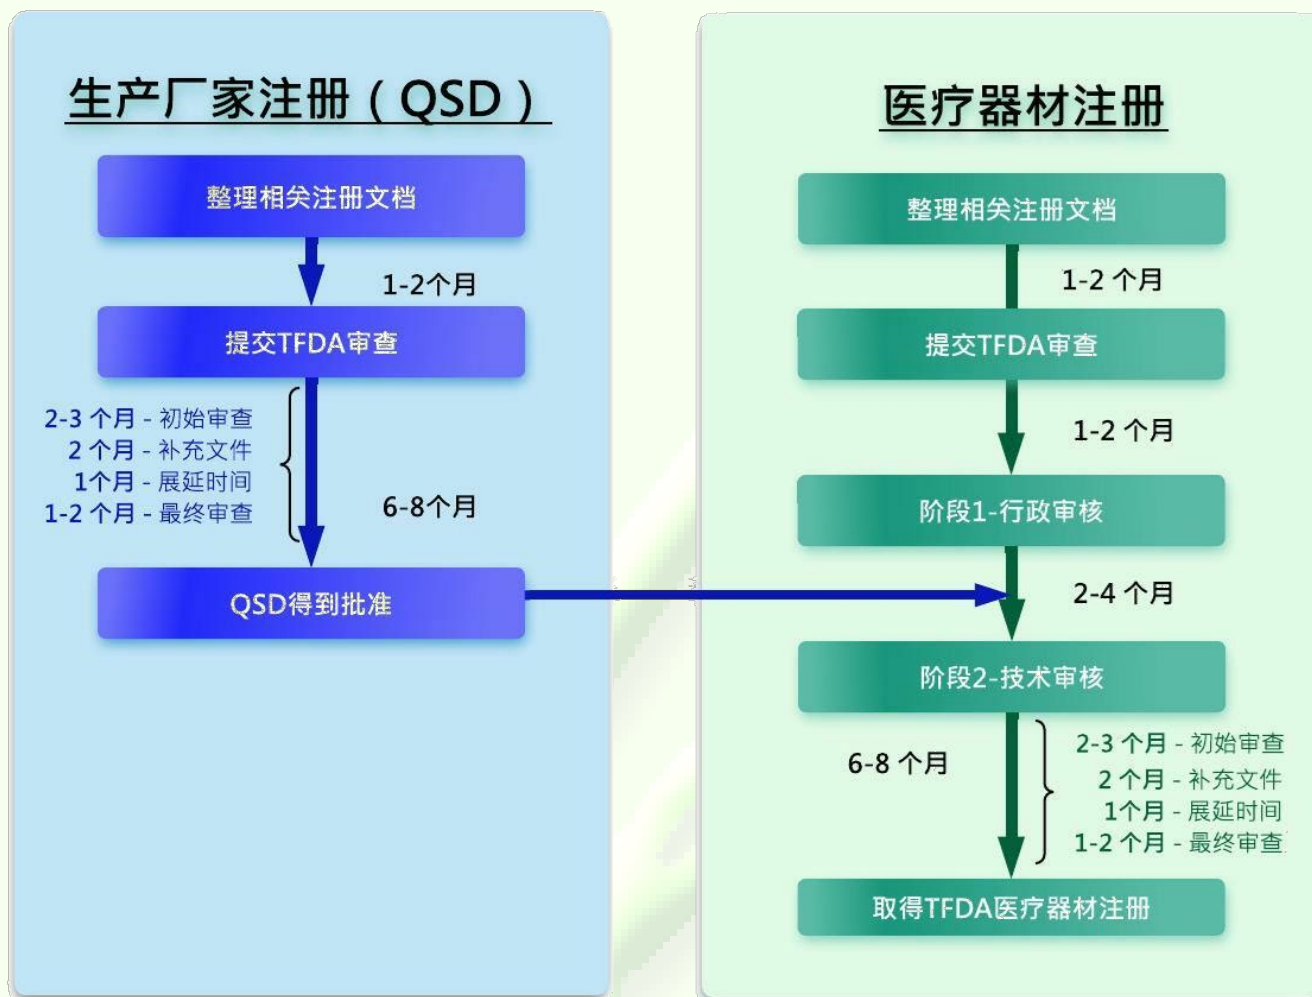 生产厂家注册（QSD）
整理相关注册文档
1-2个月
提交TFDA审查
2-3 个月 - 初始审查
2 个月 - 补充文件
1个月 - 展延时间
1-2 个月 - 最终审查
6-8个月
QSD得到批准
医疗器材注册
整理相关注册文档
1-2 个月
提交TFDA审查
1-2 个月
阶段1-行政审核
2-4 个月
阶段2-技术审核
6-8 个月
2-3 个月 - 初始审查
2 个月 - 补充文件
1个月 - 展延时间
1-2 个月 - 最终审查
取得TFDA医疗器材注册